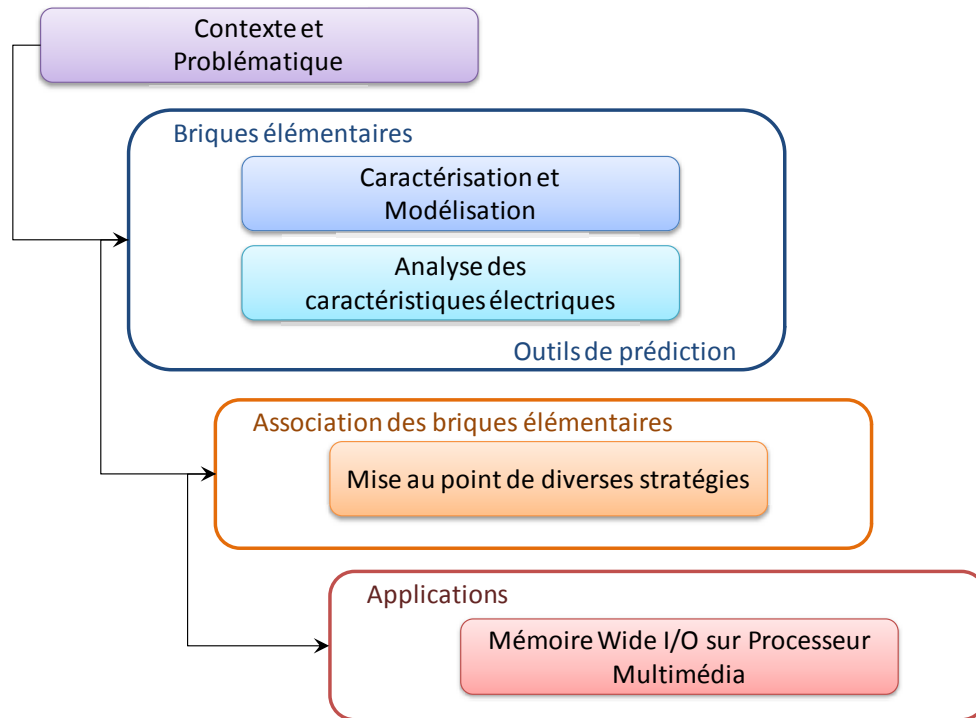 Contexte et
Problématique
Briques élémentaires
Caractérisation et
Modélisation
Analyse des
caractéristiques électriques
Outils de prédiction
Association des briques élémentaires
Mise au point de diverses stratégies
Applications
Mémoire Wide I/O sur Processeur
Multimédia